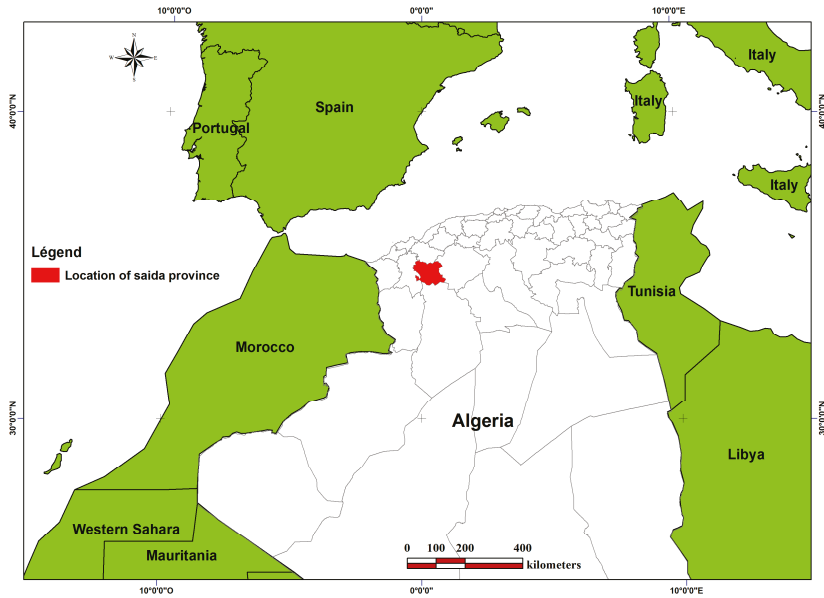 10°0'0"W 0°0'0" 10°0'0"E
N
W E
S
40°0'0"N 40°0'0"N
Italy
Italy
Spain
Portugal
Italy
Légend
Location of saida province
Tunisia
Morocco
Algeria
30°0'0"N 30°0'0"N
Libya
Western Sahara
Mauritania
0 100 200 400
kilometers
10°0'0"W 0°0'0" 10°0'0"E